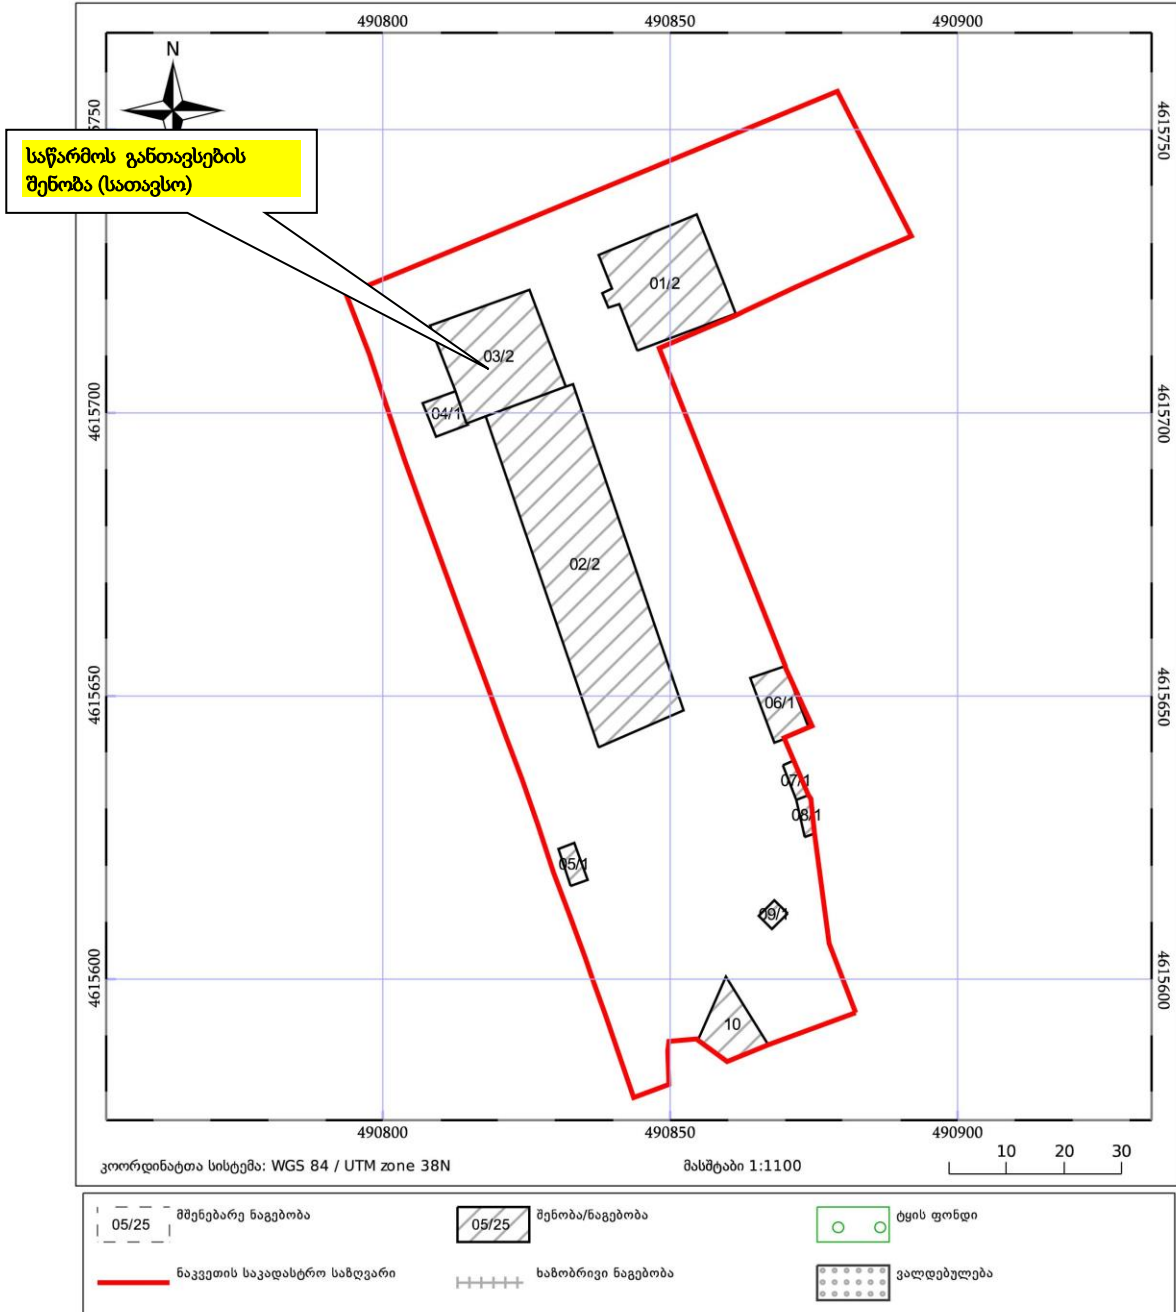 490800 490850 490900
N
4615750
საწარმოს განთავსების
შენობა (სათავსო)
01/2
03/2
04/1
4615700 4615700
02/2
4615650 4615650
06/1
07/1
08/1
05/1
09/1
4615600 4615600
10
490800 490850 490900
კოორდინატთა სისტემა: WGS 84 / UTM zone 38N მასშტაბი 1:1100 10 20 30
05/25 მშენებარე ნაგებობა 05/25 შენობა/ნაგებობა ტყის ფონდი
ნაკვეთის საკადასტრო საზღვარი ხაზობრივი ნაგებობა ვალდებულება